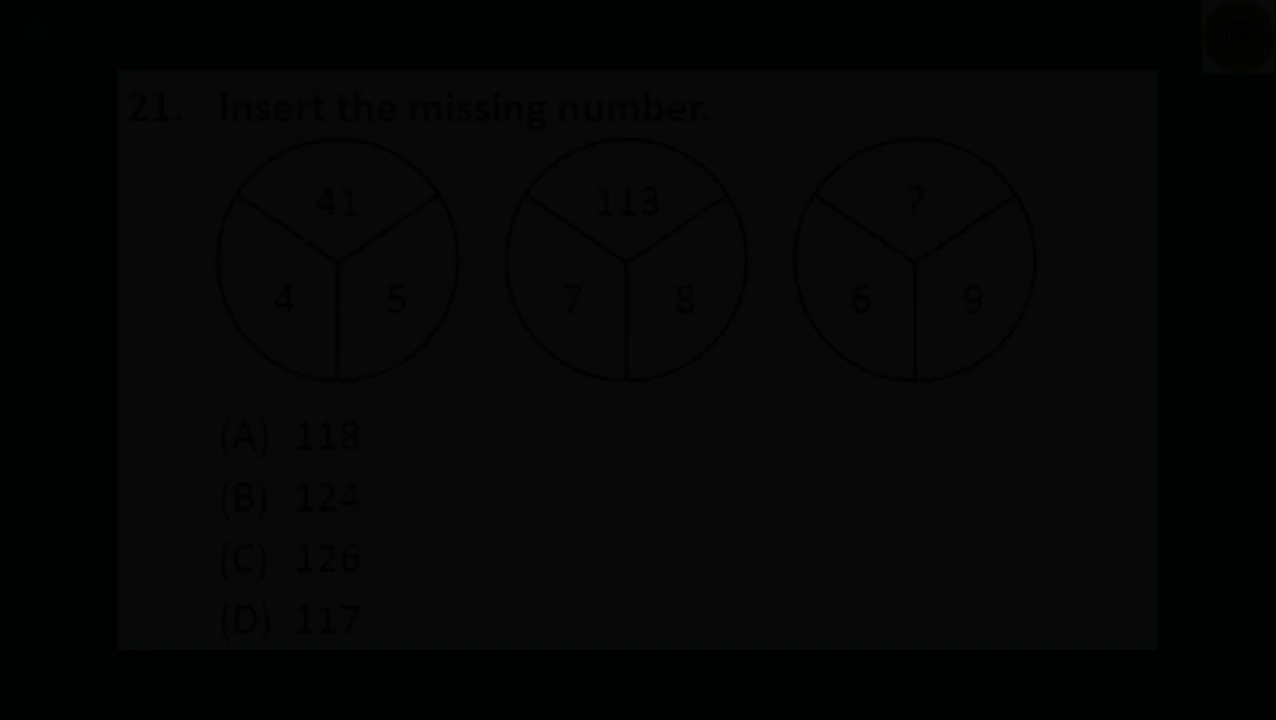 21. Insert the missing number.
41 113 ?
4 5 7 8 6 9
(A) 118
(B) 124
(C) 126
(D) 117